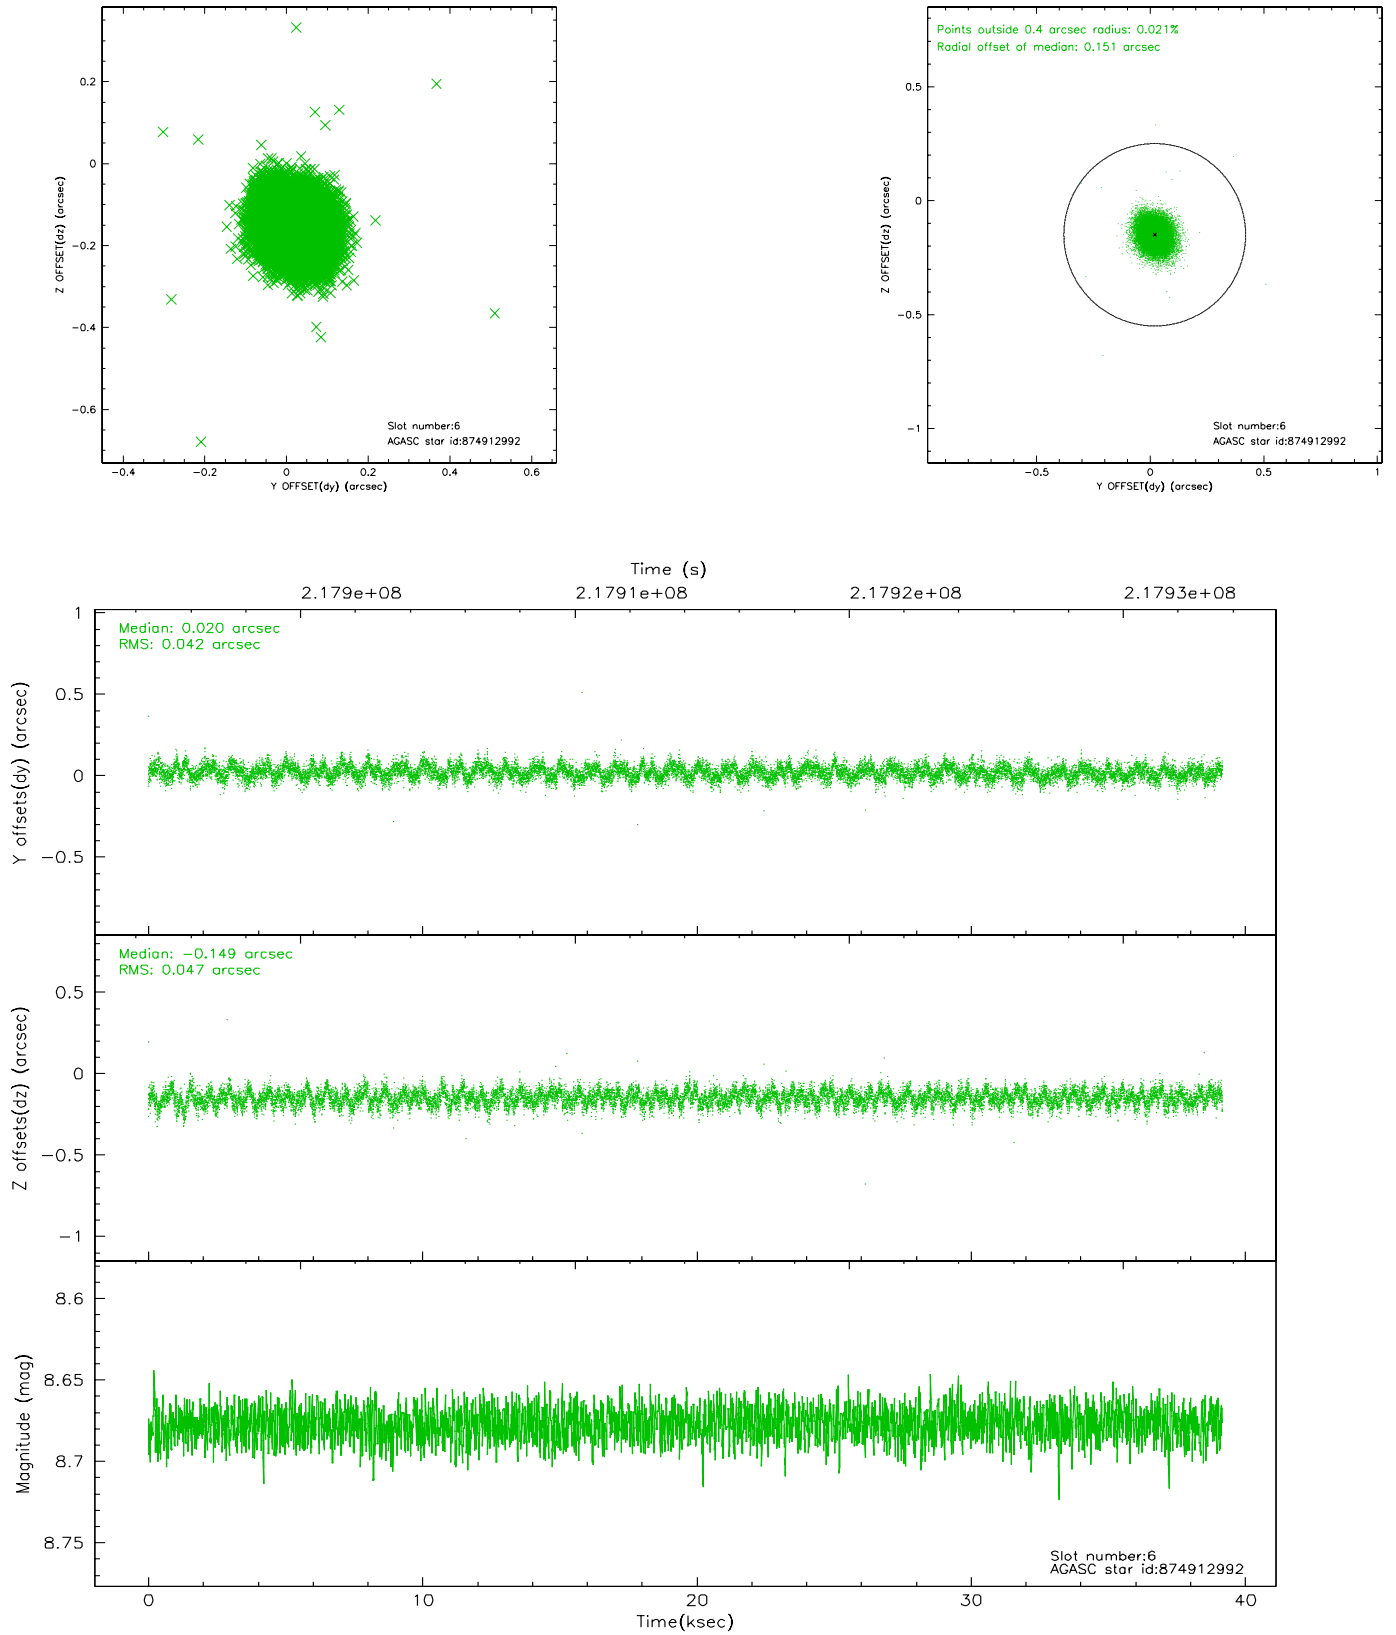 0.2
0
−0.2
−0.4
−0.6
Z OFFSET(dz) (arcsec)
Slot number:6
AGASC star id:874912992
−0.4 −0.2 0 0.2 0.4 0.6
Y OFFSET(dy) (arcsec)
Points outside 0.4 arcsec radius: 0.021%
Radial offset of median: 0.151 arcsec
0.5
0
−0.5
−1
Z OFFSET(dz) (arcsec)
Slot number:6
AGASC star id:874912992
−0.5 0 0.5 1
Y OFFSET(dy) (arcsec)
Time (s)
2.179e+08 2.1791e+08 2.1792e+08 2.1793e+08
Median: 0.020 arcsec
RMS: 0.042 arcsec
1
0.5
0
−0.5
Y offsets(dy) (arcsec)
Median: −0.149 arcsec
RMS: 0.047 arcsec
0.5
0
−0.5
−1
Z offsets(dz) (arcsec)
8.6
8.65
8.7
8.75
Magnitude (mag)
Slot number:6
AGASC star id:874912992
0 10 20 30 40
Time(ksec)